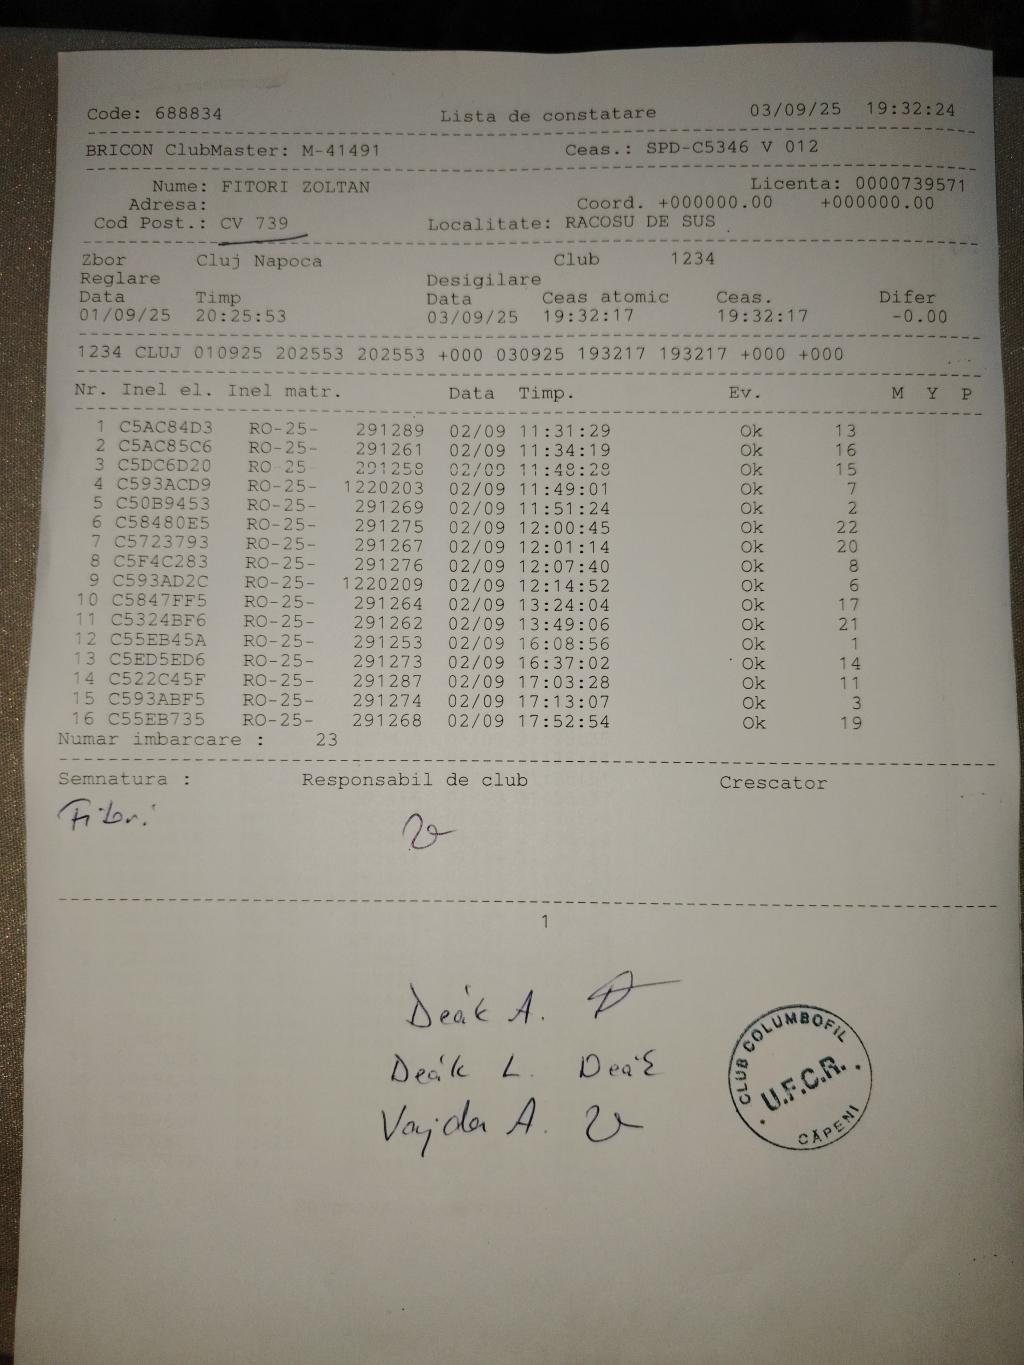 Code: 688834 Lista de constatare 03/09/25 19:32:24
BRICON ClubMaster: M-41491 Ceas.: SPD-C5346 V 012
Nume: FITORI ZOLTAN Licenta: 0000739571
Adresa: Coord. +000000.00 +000000.00
Cod Post.: CV 739 Localitate: RACOSU DE SUS
Zbor Cluj Napoca Club 1234
Reglare Desigilare
Data Timp Data Ceas atomic Ceas. Difer
01/09/25 20:25:53 03/09/25 19:32:17 19:32:17 -0.00
1234 CLUJ 010925 202553 202553 +000 030925 193217 193217 +000 +000
Nr. Inel el. Inel matr. Data Timp. Ev. M Y P
1 C5AC84D3 RO-25- 291289 02/09 11:31:29 Ok 13
2 C5AC85C6 RO-25- 291261 02/09 11:34:19 Ok 16
3 C5DC6D20 RO-25 291258 02/09 11:48:28 Ok 15
4 C593ACD9 RO-25- 1220203 02/09 11:49:01 Ok 7
5 C50B9453 RO-25- 291269 02/09 11:51:24 Ok 2
6 C58480E5 RO-25- 291275 02/09 12:00:45 Ok 22
7 C5723793 RO-25- 291267 02/09 12:01:14 Ok 20
8 C5F4C283 RO-25- 291276 02/09 12:07:40 Ok 8
9 C593AD2C RO-25- 1220209 02/09 12:14:52 Ok 6
10 C5847FF5 RO-25- 291264 02/09 13:24:04 Ok 17
11 C5324BF6 RO-25- 291262 02/09 13:49:06 Ok 21
12 C55EB45A RO-25- 291253 02/09 16:08:56 Ok 1
13 C5ED5ED6 RO-25- 291273 02/09 16:37:02 Ok 14
14 C522C45F RO-25- 291287 02/09 17:03:28 Ok 11
15 C593ABF5 RO-25- 291274 02/09 17:13:07 Ok 3
16 C55EB735 RO-25- 291268 02/09 17:52:54 Ok 19
Numar imbarcare : 23
Semnatura : Responsabil de club Crescator
Fitori
1
Deák A.
Deák L. Deák
Vajda A.
CLUB COLUMBOFIL
U.F.C.R.
CĂPENI